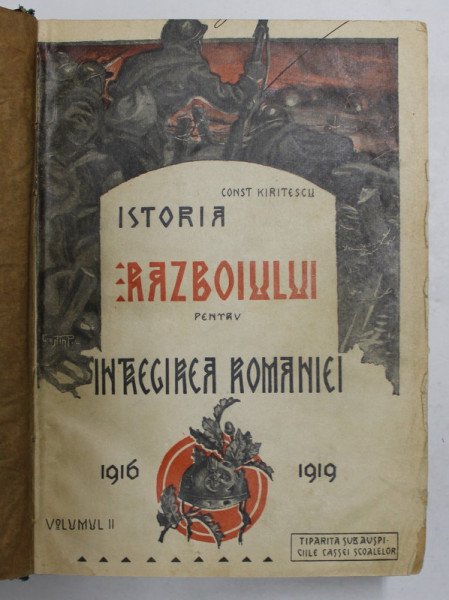 CONST KIRITESCU
ISTORIA
RAZBOIULUI
PENTRU
INTREGIREA ROMANIEI
1916 1919
VOLUMUL II
TIPARITA SUB AUSPI-
CIILE CASSEI SCOALELOR